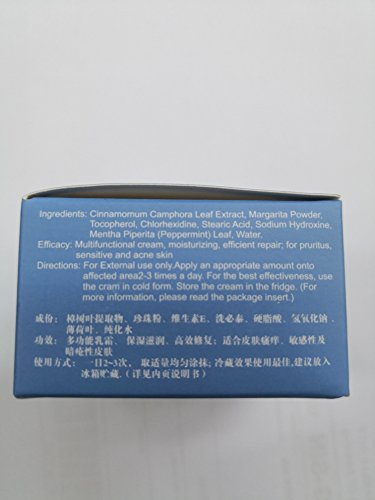 Ingredients: Cinnamornum Camphora Leaf Extract, Margarita Powder,
Tocopherol, Chlorhexidine, Stearic Acid, Sodium Hydroxine,
Mentha Piperita (Peppermint) Leaf, Water.
Efficacy: Multifunctional cream, moisturizing, efficient repair; for pruritus,
sensitive and acne skin
Directions: For External use only.Apply an appropriate amount onto
affected area2-3 times a day. For the best effectiveness, use
the cram in cold form. Store the cream in the fridge. (For
more information, please read the package insert.)
成份: 樟树叶提取物、珍珠粉、维生素E、洗必泰、硬脂酸、氢氧化钠、
薄荷叶、纯化水
功效: 多功能乳霜、保湿滋润、高效修复; 适合皮肤瘙痒、敏感性及
暗疮性皮肤
使用方式: 一日2~3次, 取适量均匀涂抹; 冷藏效果使用最佳,建议放入
冰箱贮藏. (详见内页说明书)